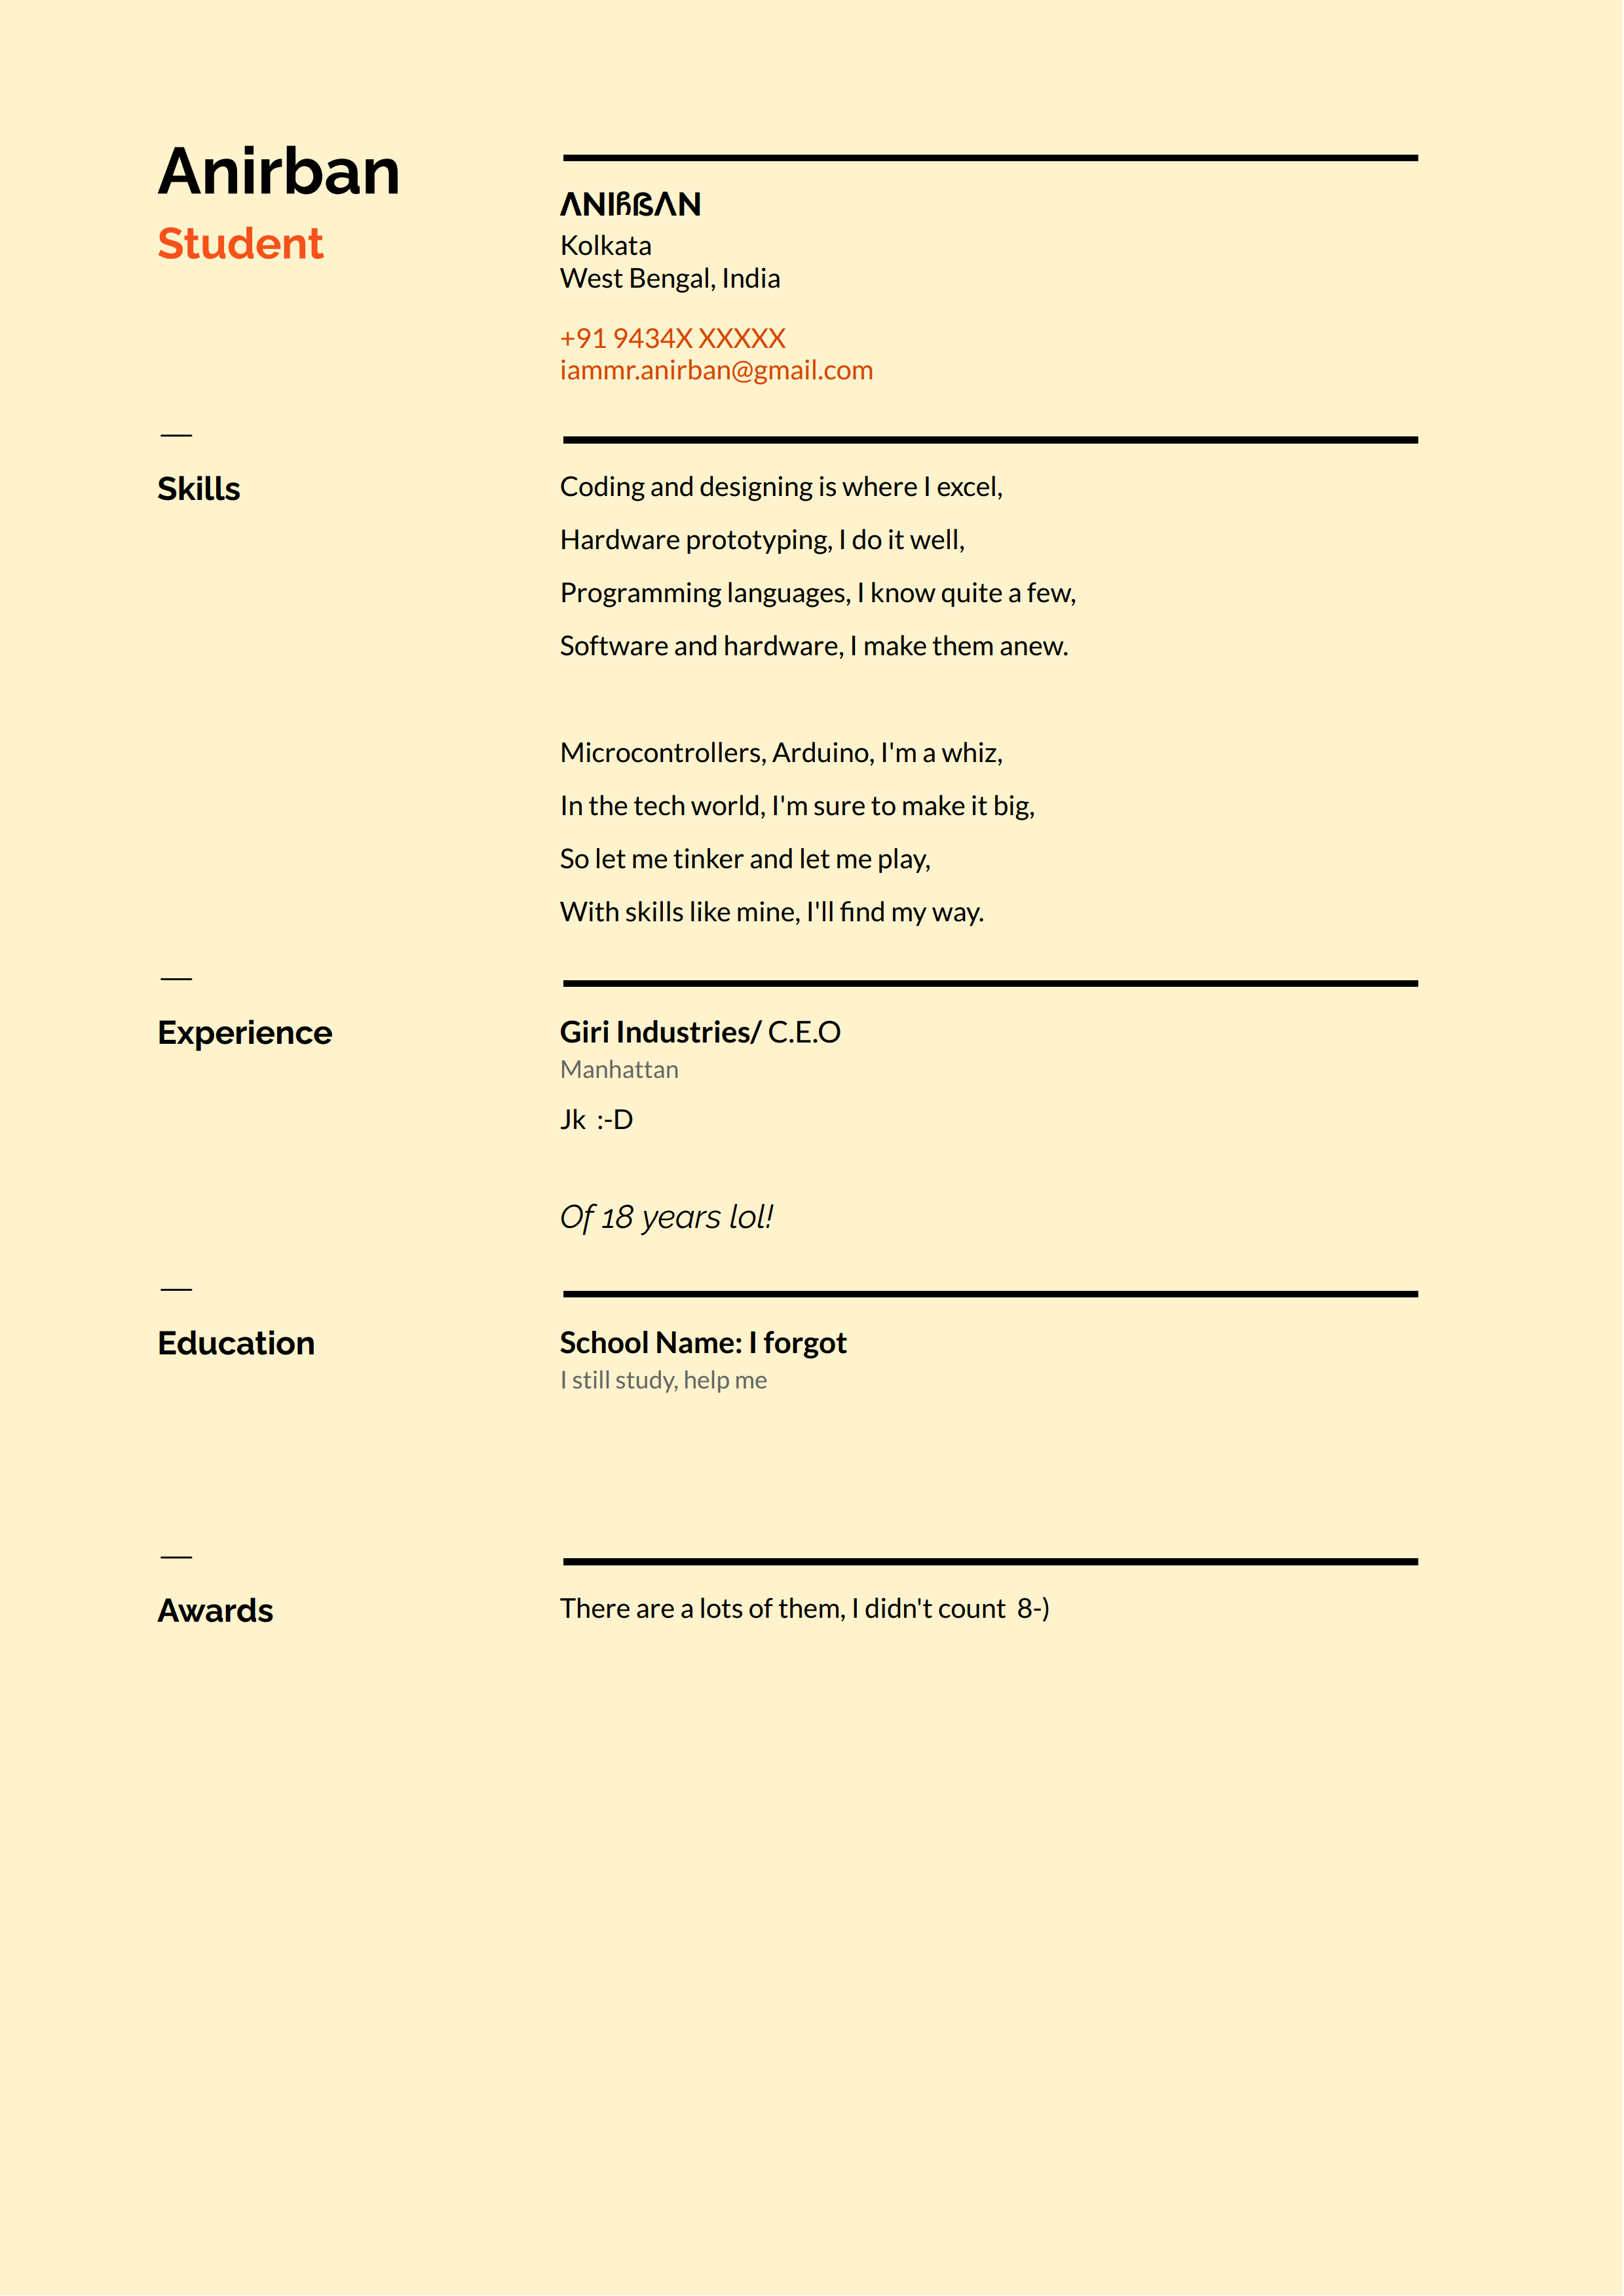 Anirban
Student
ΛNIɦßΛN
Kolkata
West Bengal, India
+91 9434X XXXXX
iammr.anirban@gmail.com
Skills
Coding and designing is where I excel,
Hardware prototyping, I do it well,
Programming languages, I know quite a few,
Software and hardware, I make them anew.
Microcontrollers, Arduino, I'm a whiz,
In the tech world, I'm sure to make it big,
So let me tinker and let me play,
With skills like mine, I'll find my way.
Experience
Giri Industries/ C.E.O
Manhattan
Jk :-D
Of 18 years lol!
Education
School Name: I forgot
I still study, help me
Awards
There are a lots of them, I didn't count 8-)